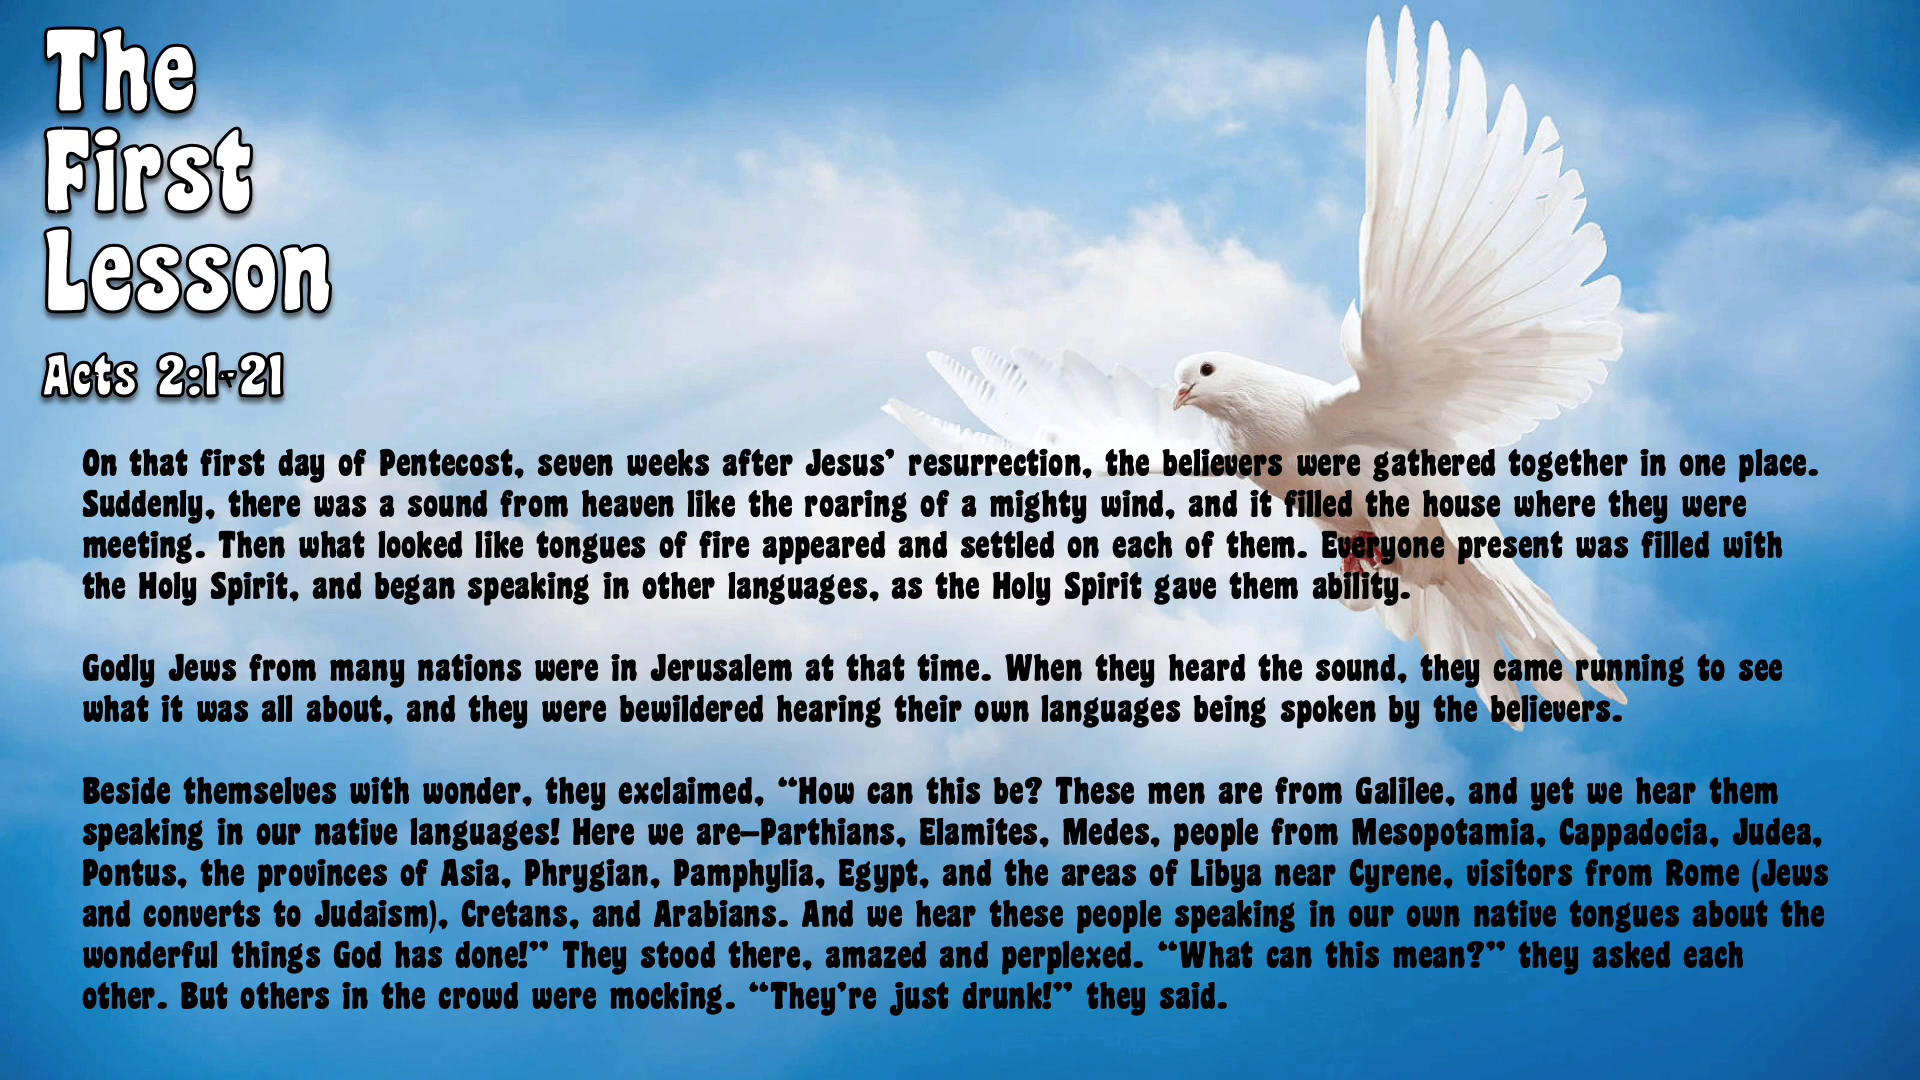 The
First
Lesson
Acts 2:1-21
On that first day of Pentecost, seven weeks after Jesus’ resurrection, the believers were gathered together in one place.
Suddenly, there was a sound from heaven like the roaring of a mighty wind, and it filled the house where they were
meeting. Then what looked like tongues of fire appeared and settled on each of them. Everyone present was filled with
the Holy Spirit, and began speaking in other languages, as the Holy Spirit gave them ability.
Godly Jews from many nations were in Jerusalem at that time. When they heard the sound, they came running to see
what it was all about, and they were bewildered hearing their own languages being spoken by the believers.
Beside themselves with wonder, they exclaimed, “How can this be? These men are from Galilee, and yet we hear them
speaking in our native languages! Here we are—Parthians, Elamites, Medes, people from Mesopotamia, Cappadocia, Judea,
Pontus, the provinces of Asia, Phrygian, Pamphylia, Egypt, and the areas of Libya near Cyrene, visitors from Rome (Jews
and converts to Judaism), Cretans, and Arabians. And we hear these people speaking in our own native tongues about the
wonderful things God has done!” They stood there, amazed and perplexed. “What can this mean?” they asked each
other. But others in the crowd were mocking. “They’re just drunk!” they said.